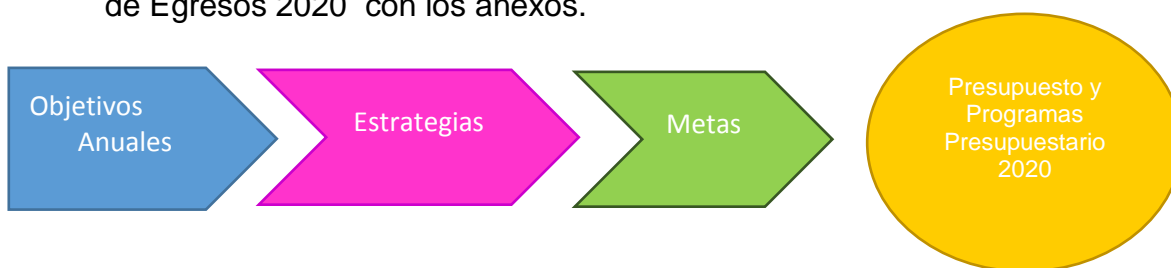 de Egresos 2020 con los anexos.
Objetivos
Anuales
Estrategias
Metas
Presupuesto y
Programas
Presupuestario
2020